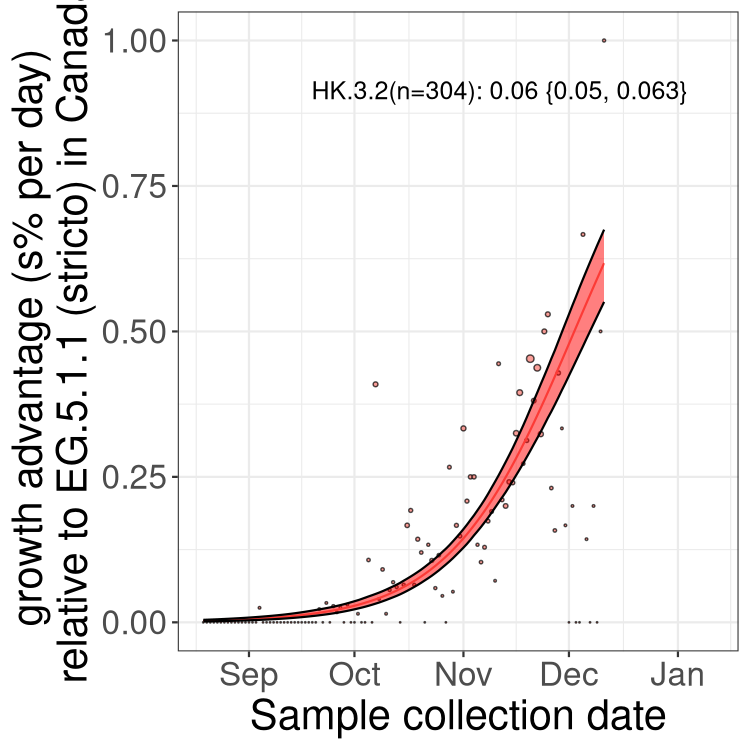 growth advantage (s% per day)
relative to EG.5.1.1 (stricto) in Canada
1.00
0.75
0.50
0.25
0.00
HK.3.2(n=304): 0.06 {0.05, 0.063}
Sep Oct Nov Dec Jan
Sample collection date